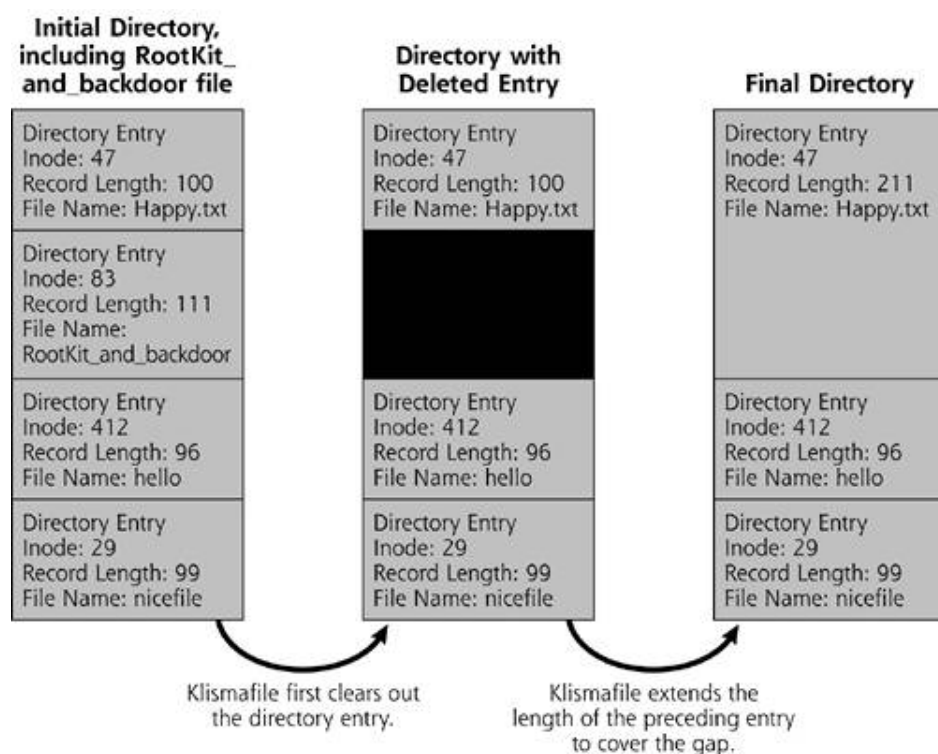 Initial Directory,
including RootKit_
and_backdoor file
Directory Entry
Inode: 47
Record Length: 100
File Name: Happy.txt
Directory Entry
Inode: 83
Record Length: 111
File Name:
RootKit_and_backdoor
Directory Entry
Inode: 412
Record Length: 96
File Name: hello
Directory Entry
Inode: 29
Record Length: 99
File Name: nicefile
Directory with
Deleted Entry
Directory Entry
Inode: 47
Record Length: 100
File Name: Happy.txt
Directory Entry
Inode: 412
Record Length: 96
File Name: hello
Directory Entry
Inode: 29
Record Length: 99
File Name: nicefile
Final Directory
Directory Entry
Inode: 47
Record Length: 211
File Name: Happy.txt
Directory Entry
Inode: 412
Record Length: 96
File Name: hello
Directory Entry
Inode: 29
Record Length: 99
File Name: nicefile
Klismafile first clears out
the directory entry.
Klismafile extends the
length of the preceding entry
to cover the gap.